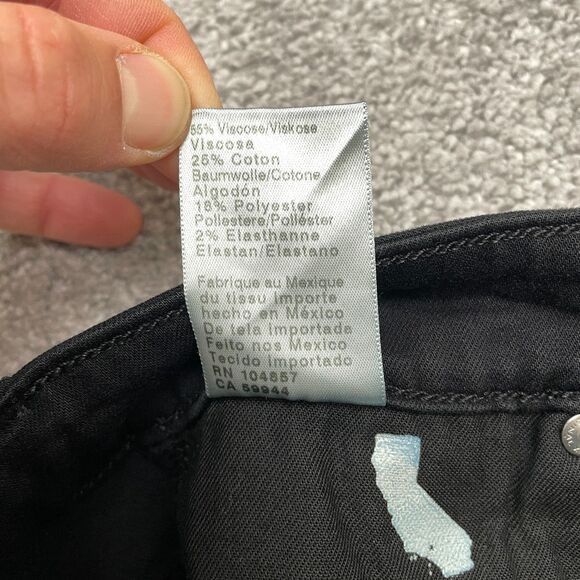 55% Viscose/Viskose
Viscosa
25% Coton
Baumwolle/Cotone
Algodón
18% Polyester
Poliestere/Poliéster
2% Elasthanne
Elastan/Elastano
Fabrique au Mexique
du tissu importe
hecho en México
De tela importada
Feito nos Mexico
Tecido importado
RN 104857
CA 59944